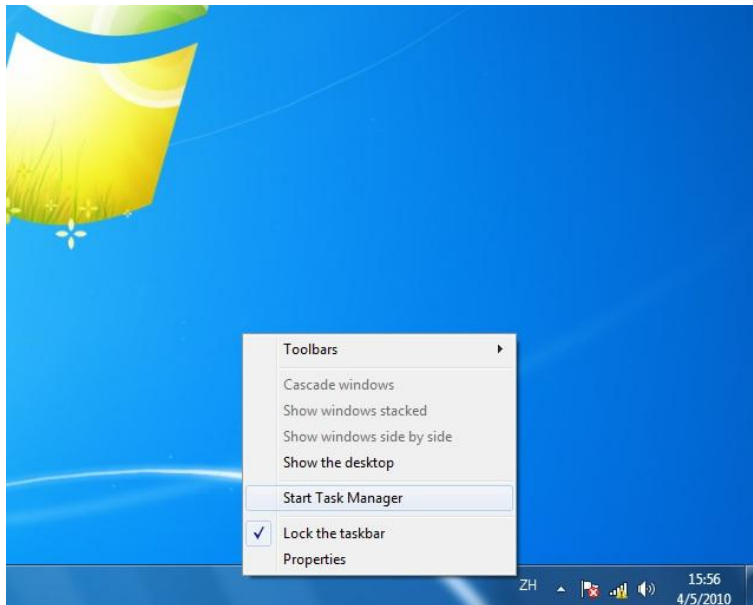 Toolbars
Cascade windows
Show windows stacked
Show windows side by side
Show the desktop
Start Task Manager
Lock the taskbar
Properties
ZH
15:56
4/5/2010